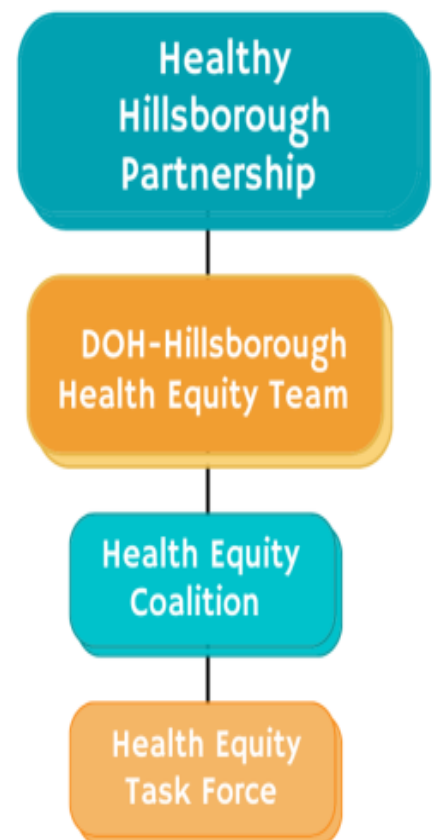 Healthy
Hillsborough
Partnership
DOH-Hillsborough
Health Equity Team
Health Equity
Coalition
Health Equity
Task Force